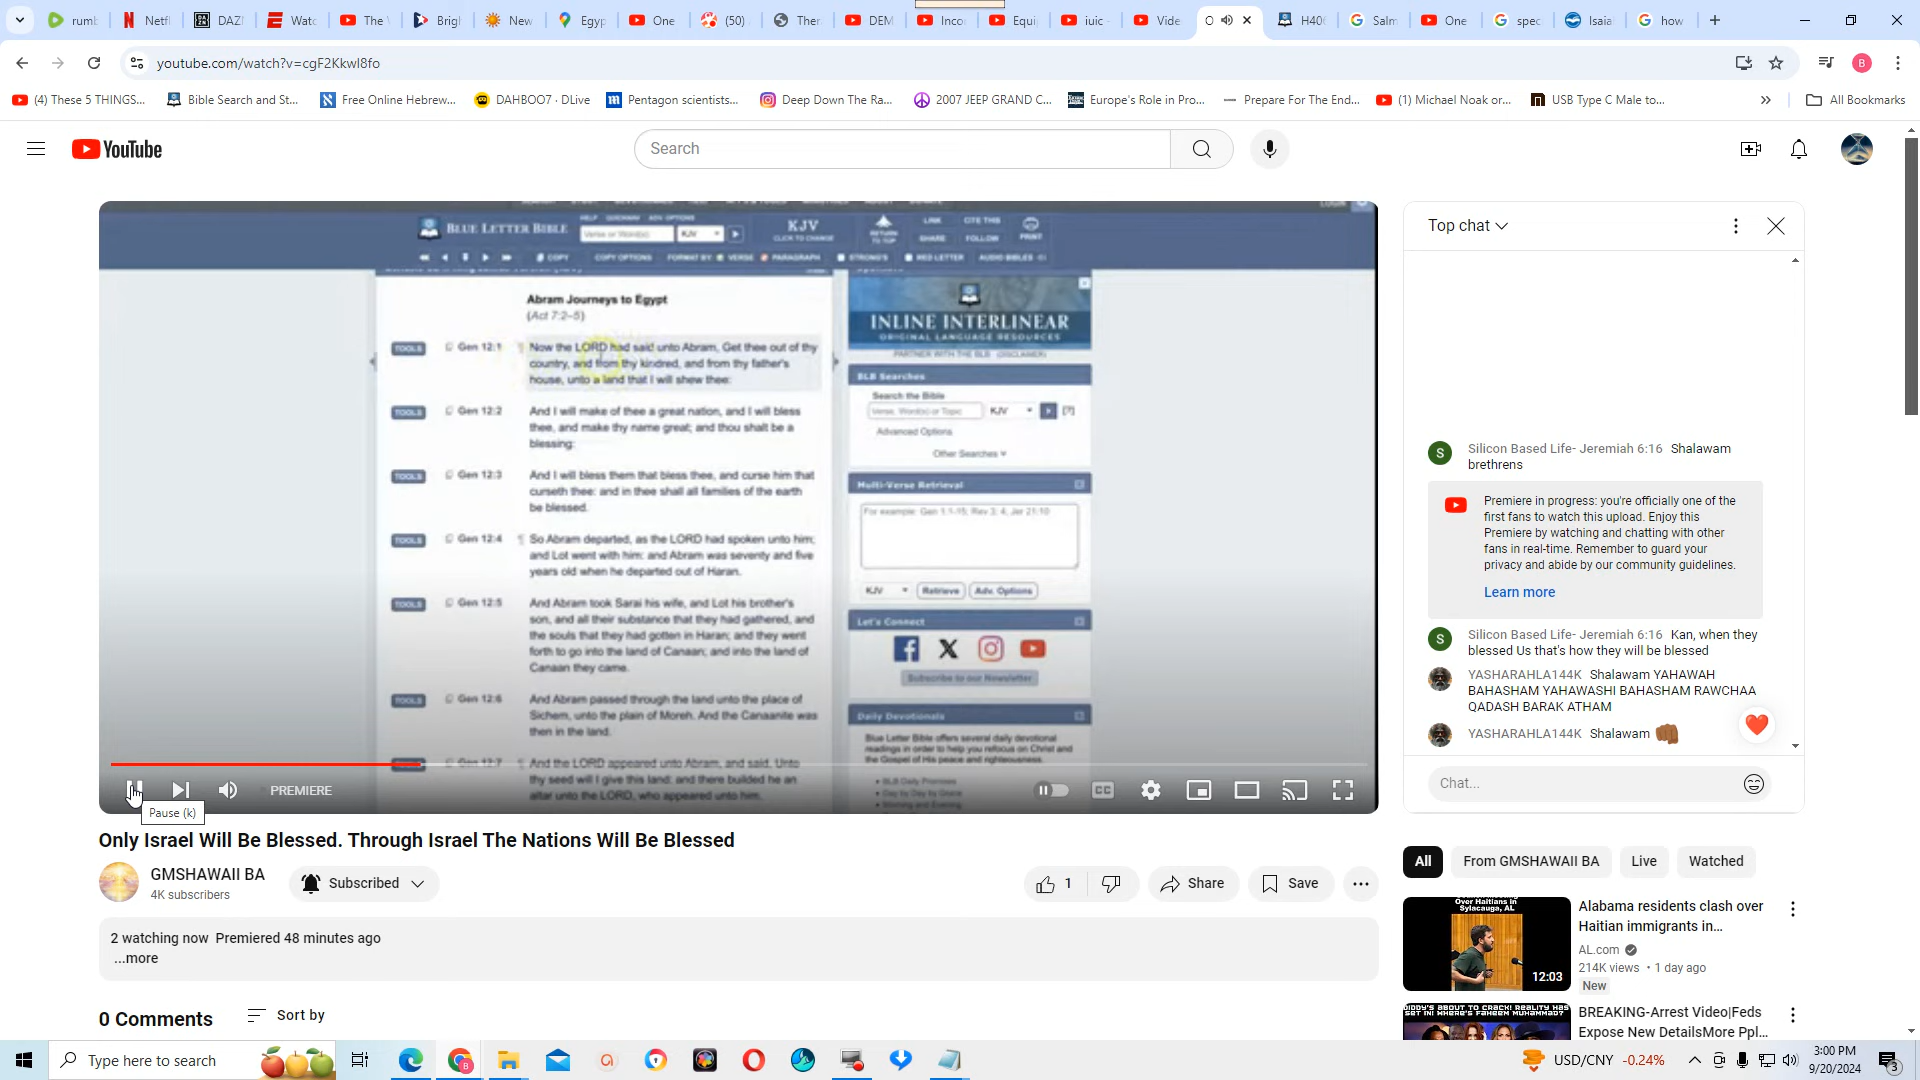 rumb
Netfl
DAZ
Watc
The V
Brigh
New
Egyp
One
(50)
Ther
DEM
Inco
Equi
iuic -
Vide
O
H40
Salm
One
spec
Isaia
how
youtube.com/watch?v=cgF2Kkwl8fo
B
(4) These 5 THINGS...
Bible Search and St...
Free Online Hebrew...
DAHBOO7 · DLive
Pentagon scientists...
Deep Down The Ra...
2007 JEEP GRAND C...
Europe's Role in Pro...
Prepare For The End...
(1) Michael Noak or...
USB Type C Male to...
All Bookmarks
YouTube
Search
LOGIN
HELP QUICKNAV ADV OPTIONS
BLUE LETTER BIBLE
Verse or Word(s)
KJV
KJV
CLICK TO CHANGE
RETURN TO TOP
LINK
SHARE
CITE THIS
FOLLOW
PRINT
COPY
COPY OPTIONS
FORMAT BY VERSE PARAGRAPH
STRONG'S
RED LETTER
AUDIO BIBLES
Abram Journeys to Egypt
(Act 7:2–5)
TOOLS Gen 12:1 ¶ Now the LORD had said unto Abram, Get thee out of thy
country, and from thy kindred, and from thy father's
house, unto a land that I will shew thee:
TOOLS Gen 12:2 And I will make of thee a great nation, and I will bless
thee, and make thy name great; and thou shalt be a
blessing:
TOOLS Gen 12:3 And I will bless them that bless thee, and curse him that
curseth thee: and in thee shall all families of the earth
be blessed.
TOOLS Gen 12:4 ¶ So Abram departed, as the LORD had spoken unto him;
and Lot went with him: and Abram was seventy and five
years old when he departed out of Haran.
TOOLS Gen 12:5 And Abram took Sarai his wife, and Lot his brother's
son, and all their substance that they had gathered, and
the souls that they had gotten in Haran; and they went
forth to go into the land of Canaan; and into the land of
Canaan they came.
TOOLS Gen 12:6 And Abram passed through the land unto the place of
Sichem, unto the plain of Moreh. And the Canaanite was
then in the land.
TOOLS Gen 12:7 ¶ And the LORD appeared unto Abram, and said, Unto
thy seed will I give this land: and there builded he an
altar unto the LORD, who appeared unto him.
INLINE INTERLINEAR
ORIGINAL LANGUAGE RESOURCES
PARTNER WITH THE BLB (DISCLAIMER)
BLB Searches
Search the Bible
Verse, Word(s) or Topic
KJV
[?]
Advanced Options
Other Searches
Multi-Verse Retrieval
For example: Gen 1:1-15; Rev 3; 4, Jer 21:10
KJV
Retrieve
Adv. Options
Let's Connect
Subscribe to our Newsletter
Daily Devotionals
Blue Letter Bible offers several daily devotional
readings in order to help you refocus on Christ and
the Gospel of His peace and righteousness.
• BLB Daily Promises
• Day by Day by Grace
• Morning and Evening
PREMIERE
CC
Pause (k)
Only Israel Will Be Blessed. Through Israel The Nations Will Be Blessed
GMSHAWAII BA
4K subscribers
Subscribed
1
Share
Save
2 watching now Premiered 48 minutes ago
...more
0 Comments
Sort by
Top chat
S
Silicon Based Life- Jeremiah 6:16 Shalawam
brethrens
Premiere in progress: you're officially one of the
first fans to watch this upload. Enjoy this
Premiere by watching and chatting with other
fans in real-time. Remember to guard your
privacy and abide by our community guidelines.
Learn more
S
Silicon Based Life- Jeremiah 6:16 Kan, when they
blessed Us that's how they will be blessed
YASHARAHLA144K Shalawam YAHAWAH
BAHASHAM YAHAWASHI BAHASHAM RAWCHAA
QADASH BARAK ATHAM
YASHARAHLA144K Shalawam
Chat...
All
From GMSHAWAII BA
Live
Watched
Over Haitians in
Sylacauga, AL
12:03
Alabama residents clash over
Haitian immigrants in...
AL.com
214K views • 1 day ago
New
DIDDY'S ABOUT TO CRACK! REALITY HAS
SET IN! WHERE'S FAHEEM MUHAMMAD?
BREAKING-Arrest Video|Feds
Expose New DetailsMore Ppl...
Type here to search
B
USD/CNY -0.24%
3:00 PM
9/20/2024
3